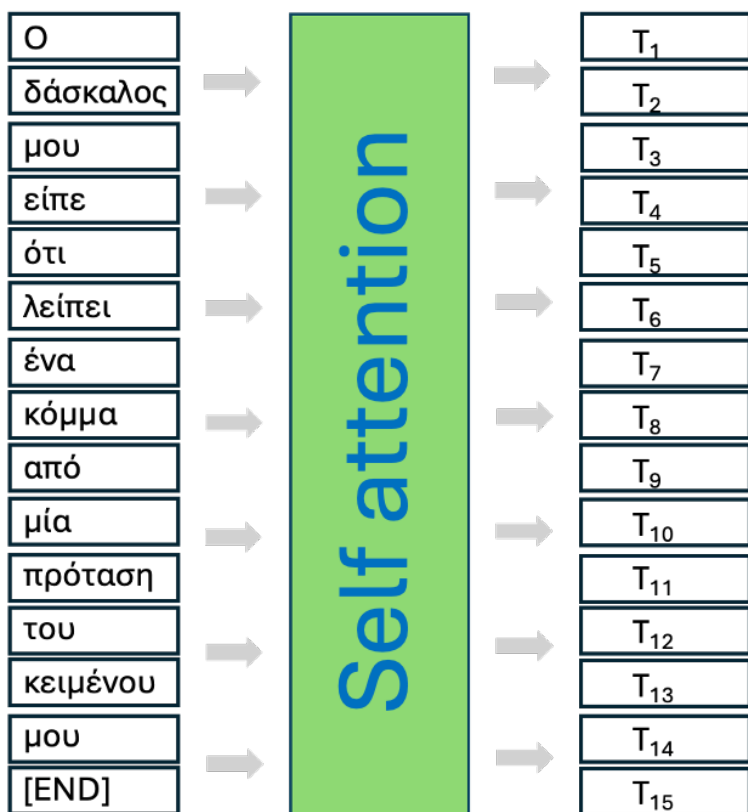 Ο
δάσκαλος
μου
είπε
ότι
λείπει
ένα
κόμμα
από
μία
πρόταση
του
κειμένου
μου
[END]
Self attention
T₁
T₂
T₃
T₄
T₅
T₆
T₇
T₈
T₉
T₁₀
T₁₁
T₁₂
T₁₃
T₁₄
T₁₅